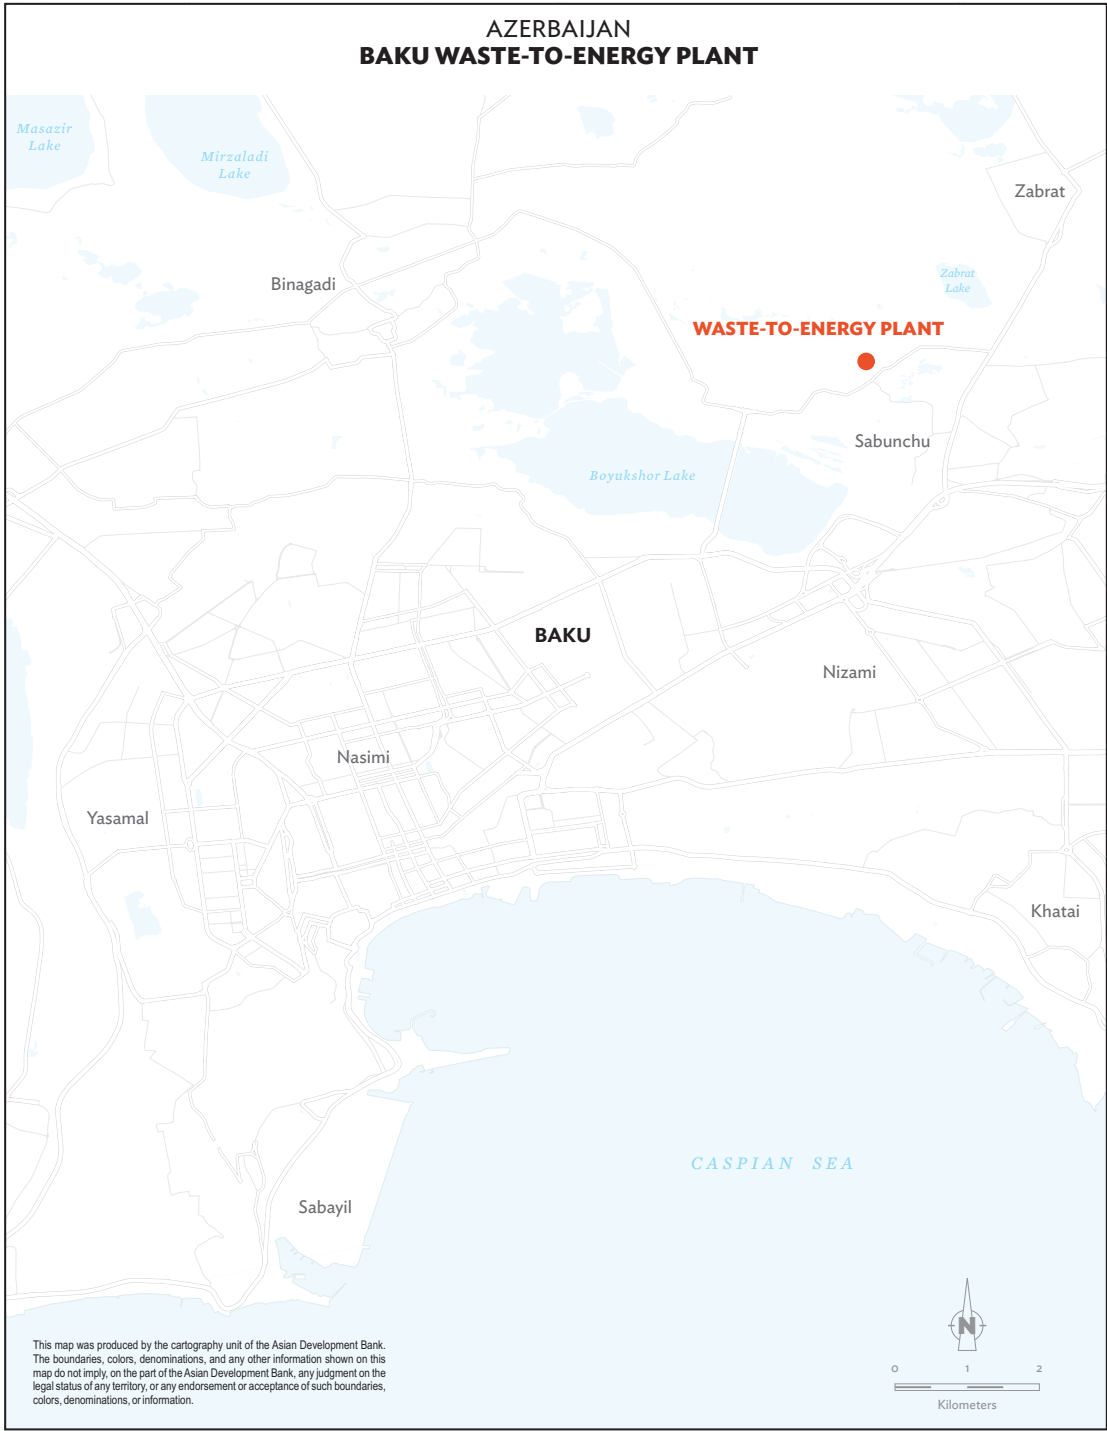 AZERBAIJAN
BAKU WASTE-TO-ENERGY PLANT
Masazir
Lake
Mirzaladi
Lake
Zabrat
Binagadi
Zabrat
Lake
WASTE-TO-ENERGY PLANT
Sabunchu
Boyukshor Lake
BAKU
Nizami
Nasimi
Yasamal
Khatai
CASPIAN SEA
Sabayil
N
0 1 2
Kilometers
This map was produced by the cartography unit of the Asian Development Bank.
The boundaries, colors, denominations, and any other information shown on this
map do not imply, on the part of the Asian Development Bank, any judgment on the
legal status of any territory, or any endorsement or acceptance of such boundaries,
colors, denominations, or information.